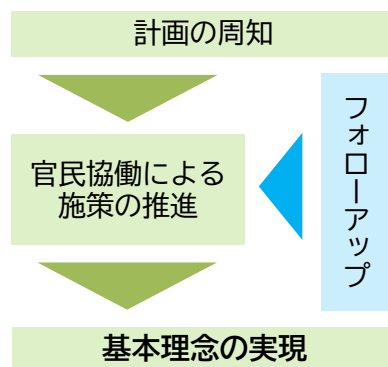 計画の周知
官民協働による
施策の推進
フォローアップ
基本理念の実現